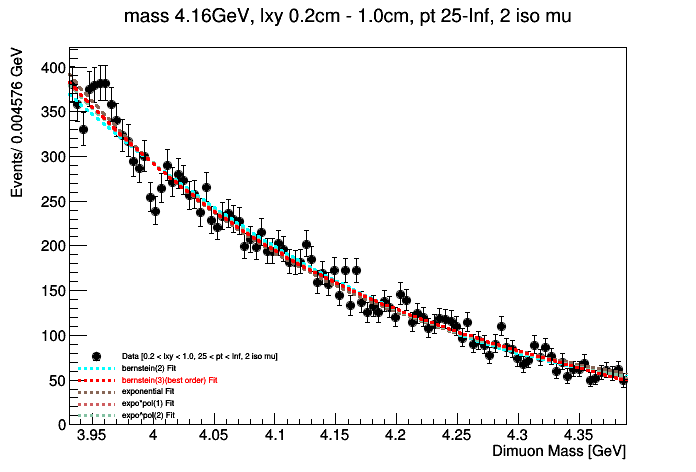 mass 4.16GeV, lxy 0.2cm - 1.0cm, pt 25-Inf, 2 iso mu
Events/ 0.004576 GeV
400
350
300
250
200
150
100
50
0
Data [0.2 < lxy < 1.0, 25 < pt < Inf, 2 iso mu]
bernstein(2) Fit
bernstein(3)(best order) Fit
exponential Fit
expo*pol(1) Fit
expo*pol(2) Fit
3.95 4 4.05 4.1 4.15 4.2 4.25 4.3 4.35
Dimuon Mass [GeV]